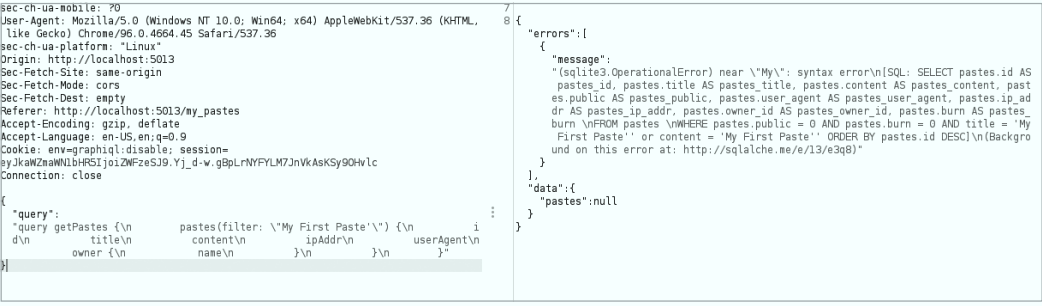 sec-ch-ua-mobile: ?0
User-Agent: Mozilla/5.0 (Windows NT 10.0; Win64; x64) AppleWebKit/537.36 (KHTML,
like Gecko) Chrome/96.0.4664.45 Safari/537.36
sec-ch-ua-platform: "Linux"
Origin: http://localhost:5013
Sec-Fetch-Site: same-origin
Sec-Fetch-Mode: cors
Sec-Fetch-Dest: empty
Referer: http://localhost:5013/my_pastes
Accept-Encoding: gzip, deflate
Accept-Language: en-US,en;q=0.9
Cookie: env=graphiql:disable; session=
eyJkaWZmaWN1bHR5IjoiZWFzeSJ9.Yj_d-w.gBpLrNYFYLM7JnVkAsKSy9OHvlc
Connection: close
{
"query":
"query getPastes {\n        pastes(filter: \"My First Paste'\") {\n          i
d\n          title\n          content\n          ipAddr\n          userAgent\n
owner {\n            name\n          }\n        }\n        }"
}
7
8 {
"errors":[
{
"message":
"(sqlite3.OperationalError) near \"My\": syntax error\n[SQL: SELECT pastes.id AS
pastes_id, pastes.title AS pastes_title, pastes.content AS pastes_content, past
es.public AS pastes_public, pastes.user_agent AS pastes_user_agent, pastes.ip_ad
dr AS pastes_ip_addr, pastes.owner_id AS pastes_owner_id, pastes.burn AS pastes_
burn \nFROM pastes \nWHERE pastes.public = 0 AND pastes.burn = 0 AND title = 'My
First Paste'' or content = 'My First Paste'' ORDER BY pastes.id DESC]\n(Backgro
und on this error at: http://sqlalche.me/e/13/e3q8)"
}
],
"data":{
"pastes":null
}
}